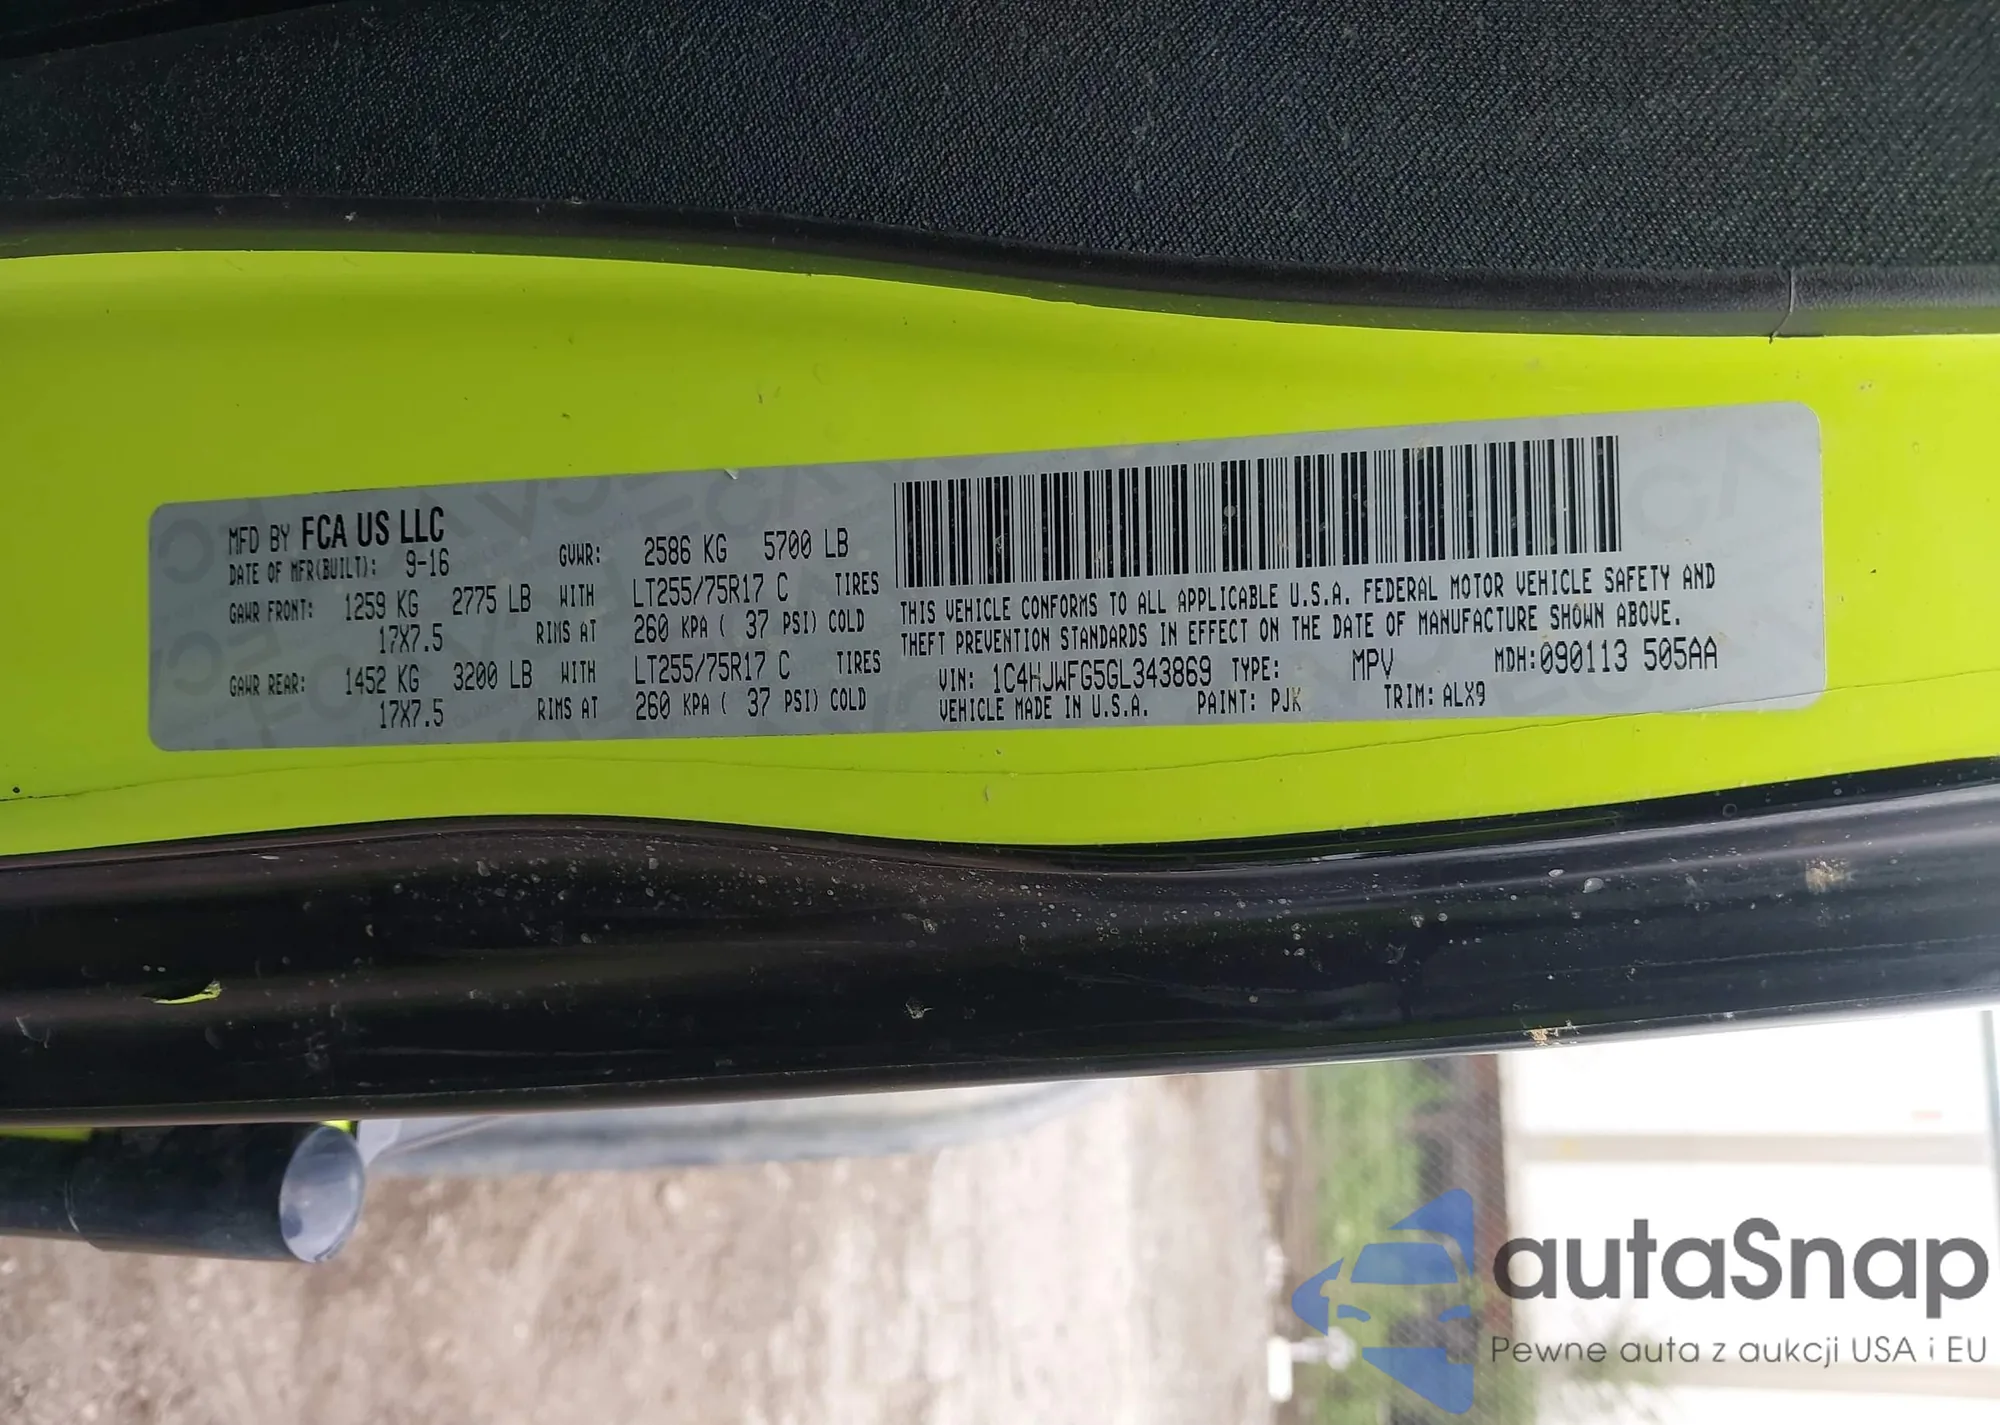 MFD BY FCA US LLC
DATE OF MFR(BUILT): 9-16 GVWR: 2586 KG 5700 LB
GAWR FRONT: 1259 KG 2775 LB WITH LT255/75R17 C TIRES
17X7.5 RIMS AT 260 KPA ( 37 PSI) COLD
GAWR REAR: 1452 KG 3200 LB WITH LT255/75R17 C TIRES
17X7.5 RIMS AT 260 KPA ( 37 PSI) COLD
THIS VEHICLE CONFORMS TO ALL APPLICABLE U.S.A. FEDERAL MOTOR VEHICLE SAFETY AND
THEFT PREVENTION STANDARDS IN EFFECT ON THE DATE OF MANUFACTURE SHOWN ABOVE.
VIN: 1C4HJWFG5GL343869 TYPE: MPV MDH:090113 505AA
VEHICLE MADE IN U.S.A. PAINT: PJK TRIM: ALX9
autaSnap
Pewne auta z aukcji USA i EU